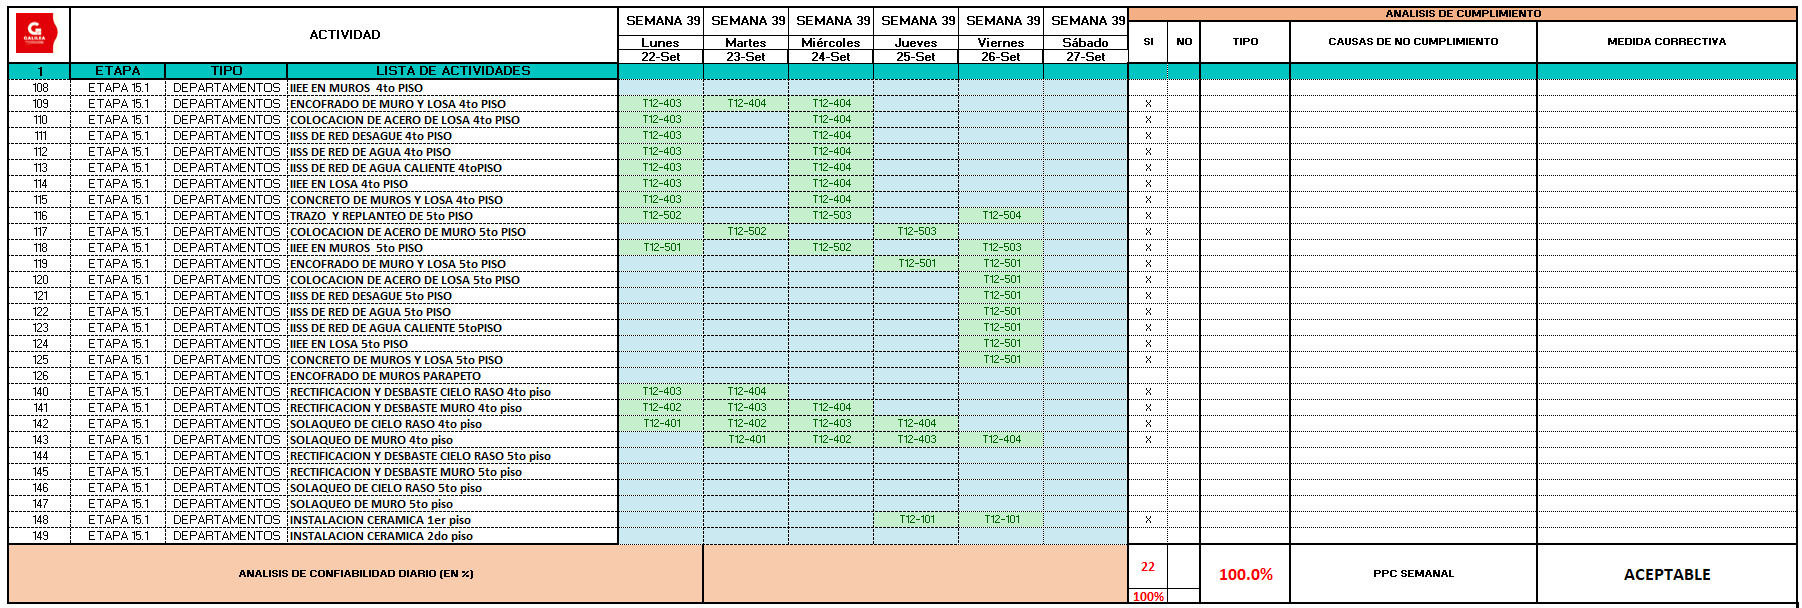 G GALILEA
ACTIVIDAD
SEMANA 39 SEMANA 39 SEMANA 39 SEMANA 39 SEMANA 39 SEMANA 39
Lunes Martes Miércoles Jueves Viernes Sábado
22-Set 23-Set 24-Set 25-Set 26-Set 27-Set
ANALISIS DE CUMPLIMIENTO
SI NO TIPO CAUSAS DE NO CUMPLIMIENTO MEDIDA CORRECTIVA
1 ETAPA TIPO LISTA DE ACTIVIDADES
108 ETAPA 15.1 DEPARTAMENTOS IIEE EN MUROS 4to PISO
109 ETAPA 15.1 DEPARTAMENTOS ENCOFRADO DE MURO Y LOSA 4to PISO T12-403 T12-404 T12-404 X
110 ETAPA 15.1 DEPARTAMENTOS COLOCACION DE ACERO DE LOSA 4to PISO T12-403 T12-404 X
111 ETAPA 15.1 DEPARTAMENTOS IISS DE RED DESAGUE 4to PISO T12-403 T12-404 X
112 ETAPA 15.1 DEPARTAMENTOS IISS DE RED DE AGUA 4to PISO T12-403 T12-404 X
113 ETAPA 15.1 DEPARTAMENTOS IISS DE RED DE AGUA CALIENTE 4toPISO T12-403 T12-404 X
114 ETAPA 15.1 DEPARTAMENTOS IIEE EN LOSA 4to PISO T12-403 T12-404 X
115 ETAPA 15.1 DEPARTAMENTOS CONCRETO DE MUROS Y LOSA 4to PISO T12-403 T12-404 X
116 ETAPA 15.1 DEPARTAMENTOS TRAZO Y REPLANTEO DE 5to PISO T12-502 T12-503 T12-504 X
117 ETAPA 15.1 DEPARTAMENTOS COLOCACION DE ACERO DE MURO 5to PISO T12-502 T12-503 X
118 ETAPA 15.1 DEPARTAMENTOS IIEE EN MUROS 5to PISO T12-501 T12-502 T12-503 X
119 ETAPA 15.1 DEPARTAMENTOS ENCOFRADO DE MURO Y LOSA 5to PISO T12-501 T12-501 X
120 ETAPA 15.1 DEPARTAMENTOS COLOCACION DE ACERO DE LOSA 5to PISO T12-501 X
121 ETAPA 15.1 DEPARTAMENTOS IISS DE RED DESAGUE 5to PISO T12-501 X
122 ETAPA 15.1 DEPARTAMENTOS IISS DE RED DE AGUA 5to PISO T12-501 X
123 ETAPA 15.1 DEPARTAMENTOS IISS DE RED DE AGUA CALIENTE 5toPISO T12-501 X
124 ETAPA 15.1 DEPARTAMENTOS IIEE EN LOSA 5to PISO T12-501 X
125 ETAPA 15.1 DEPARTAMENTOS CONCRETO DE MUROS Y LOSA 5to PISO T12-501 X
126 ETAPA 15.1 DEPARTAMENTOS ENCOFRADO DE MUROS PARAPETO
140 ETAPA 15.1 DEPARTAMENTOS RECTIFICACION Y DESBASTE CIELO RASO 4to piso T12-403 T12-404 X
141 ETAPA 15.1 DEPARTAMENTOS RECTIFICACION Y DESBASTE MURO 4to piso T12-402 T12-403 T12-404 X
142 ETAPA 15.1 DEPARTAMENTOS SOLAQUEO DE CIELO RASO 4to piso T12-401 T12-402 T12-403 T12-404 X
143 ETAPA 15.1 DEPARTAMENTOS SOLAQUEO DE MURO 4to piso T12-401 T12-402 T12-403 T12-404 X
144 ETAPA 15.1 DEPARTAMENTOS RECTIFICACION Y DESBASTE CIELO RASO 5to piso
145 ETAPA 15.1 DEPARTAMENTOS RECTIFICACION Y DESBASTE MURO 5to piso
146 ETAPA 15.1 DEPARTAMENTOS SOLAQUEO DE CIELO RASO 5to piso
147 ETAPA 15.1 DEPARTAMENTOS SOLAQUEO DE MURO 5to piso
148 ETAPA 15.1 DEPARTAMENTOS INSTALACION CERAMICA 1er piso T12-101 T12-101 X
149 ETAPA 15.1 DEPARTAMENTOS INSTALACION CERAMICA 2do piso
ANALISIS DE CONFIABILIDAD DIARIO (EN %) 22 100.0% PPC SEMANAL ACEPTABLE
100%